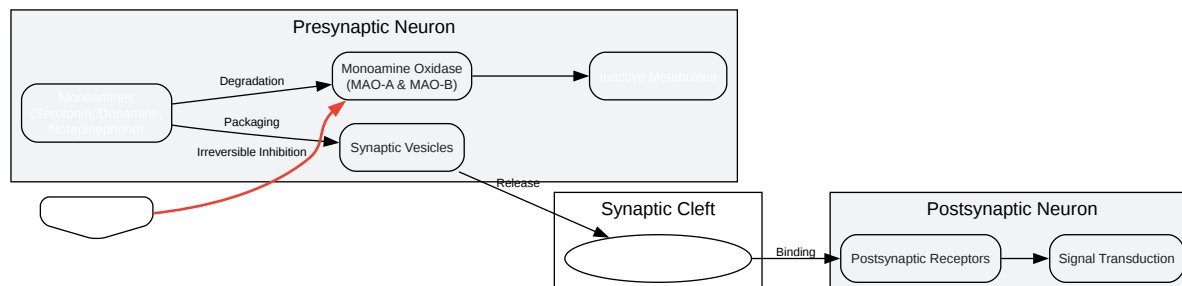 Presynaptic Neuron
Monoamine Oxidase
(MAO-A & MAO-B)
Inactive Metabolites
Degradation
Monoamines
(Serotonin, Dopamine,
Norepinephrine)
Packaging
Synaptic Vesicles
Irreversible Inhibition
Release
Synaptic Cleft
Postsynaptic Neuron
Binding
Postsynaptic Receptors
Signal Transduction